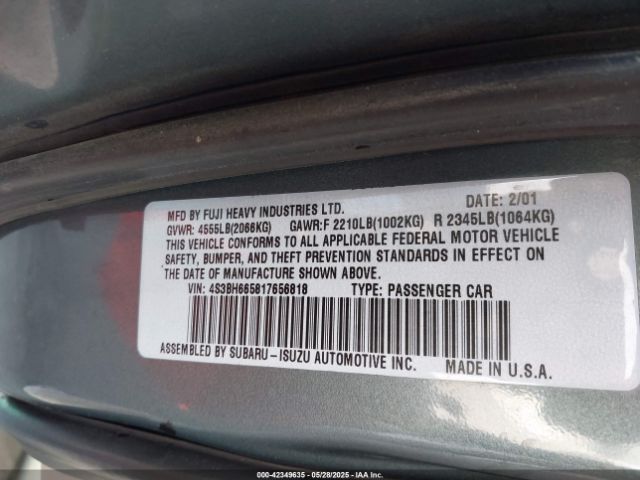 MFD BY FUJI HEAVY INDUSTRIES LTD. DATE: 2/01
GVWR: 4555LB(2066KG) GAWR:F 2210LB(1002KG) R 2345LB(1064KG)
THIS VEHICLE CONFORMS TO ALL APPLICABLE FEDERAL MOTOR VEHICLE
SAFETY, BUMPER, AND THEFT PREVENTION STANDARDS IN EFFECT ON
THE DATE OF MANUFACTURE SHOWN ABOVE.
VIN: 4S3BH665817656818 TYPE: PASSENGER CAR
ASSEMBLED BY SUBARU-ISUZU AUTOMOTIVE INC. MADE IN U.S.A.
000-42349635 - 05/28/2025 - IAA Inc.